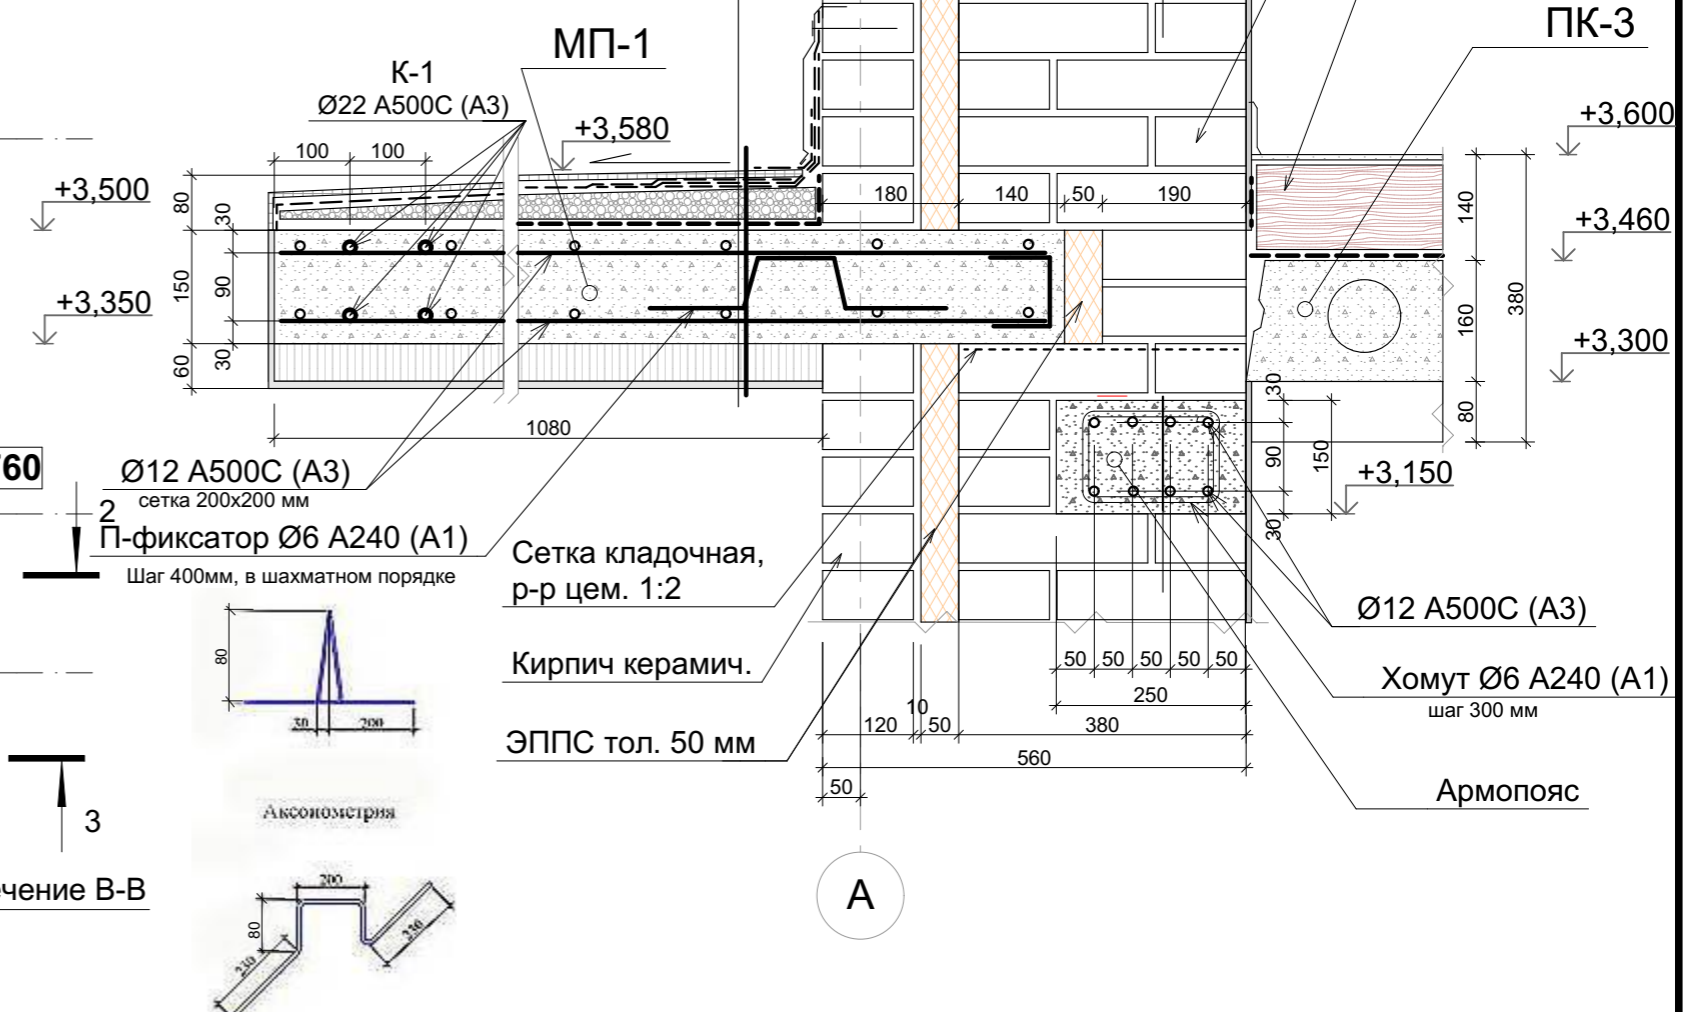 ПК-3
МП-1
К-1
Ø22 А500С (А3)
+3,580
+3,600
100
100
+3,500
80
30
180
140
50
190
140
+3,460
150
90
+3,350
160
380
+3,300
60
30
1080
30
80
90
150
+3,150
30
60
Ø12 А500С (А3)
сетка 200х200 мм
2
П-фиксатор Ø6 А240 (А1)
Шаг 400мм, в шахматном порядке
Сетка кладочная,
р-р цем. 1:2
Ø12 А500С (А3)
80
30
200
Кирпич керамич.
50
50
50
50
50
Хомут Ø6 А240 (А1)
шаг 300 мм
250
10
120
50
380
ЭППС тол. 50 мм
560
50
Армопояс
Аксонометрия
3
А
чение В-В
200
80
230
230